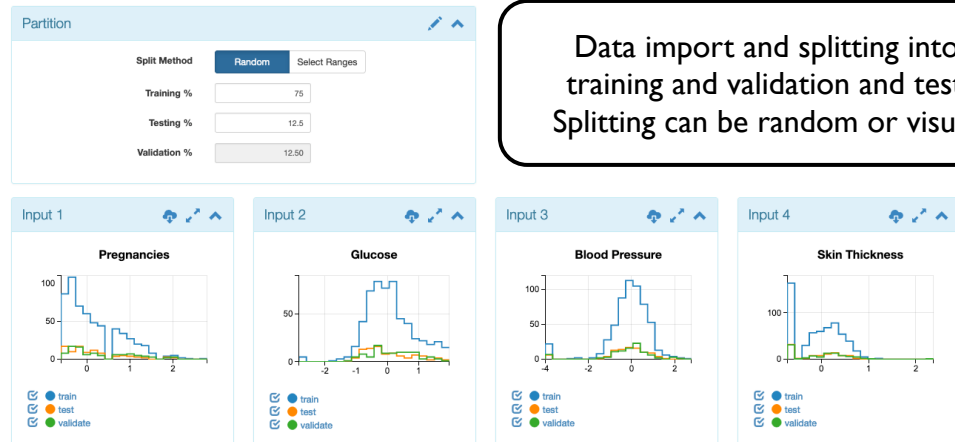 Partition
Split Method Random Select Ranges
Training % 75
Testing % 12.5
Validation % 12.50
Data import and splitting into
training and validation and test
Splitting can be random or visu
Input 1
Pregnancies
100
50
0
0 1 2
train
test
validate
Input 2
Glucose
50
0
-2 -1 0 1
train
test
validate
Input 3
Blood Pressure
100
50
0
-4 -2 0 2
train
test
validate
Input 4
Skin Thickness
100
0
0 1 2
train
test
validate